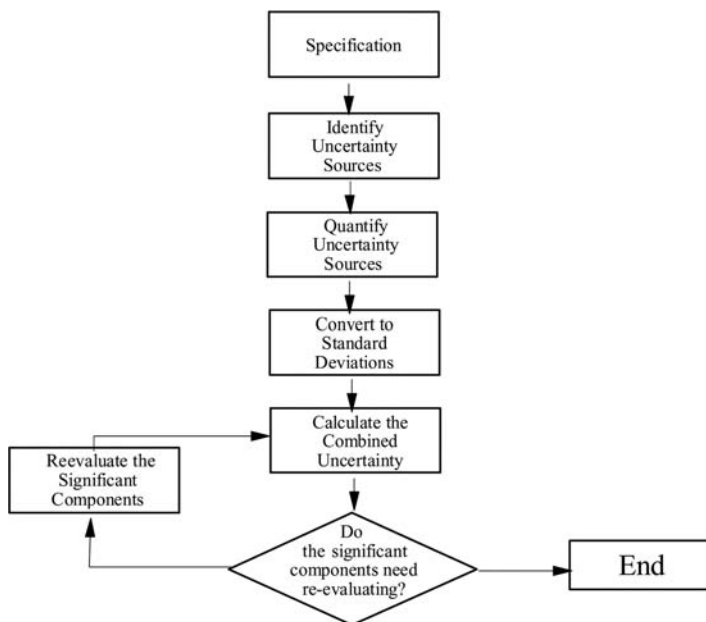 Specification
Identify
Uncertainty
Sources
Quantify
Uncertainty
Sources
Convert to
Standard
Deviations
Calculate the
Combined
Uncertainty
Reevaluate the
Significant
Components
Do
the significant
components need
re-evaluating?
End